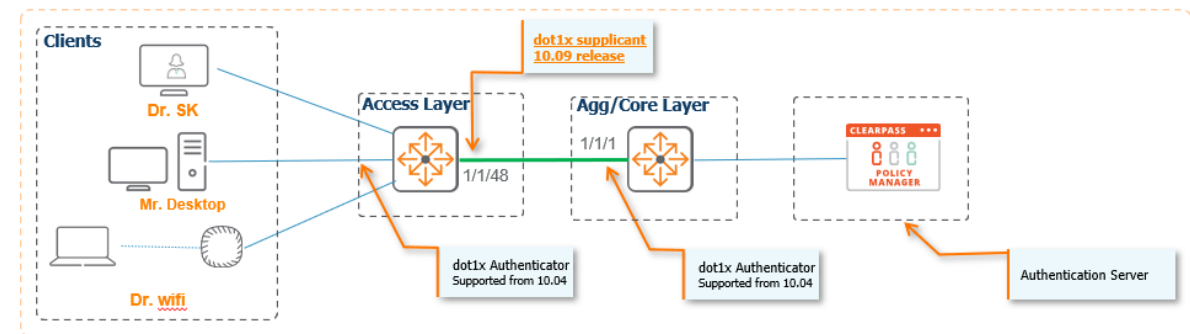 Clients
Dr. SK
Mr. Desktop
Dr. wifi
dot1x supplicant
10.09 release
Access Layer
1/1/48
dot1x Authenticator
Supported from 10.04
Agg/Core Layer
1/1/1
dot1x Authenticator
Supported from 10.04
CLEARPASS
POLICY
MANAGER
Authentication Server